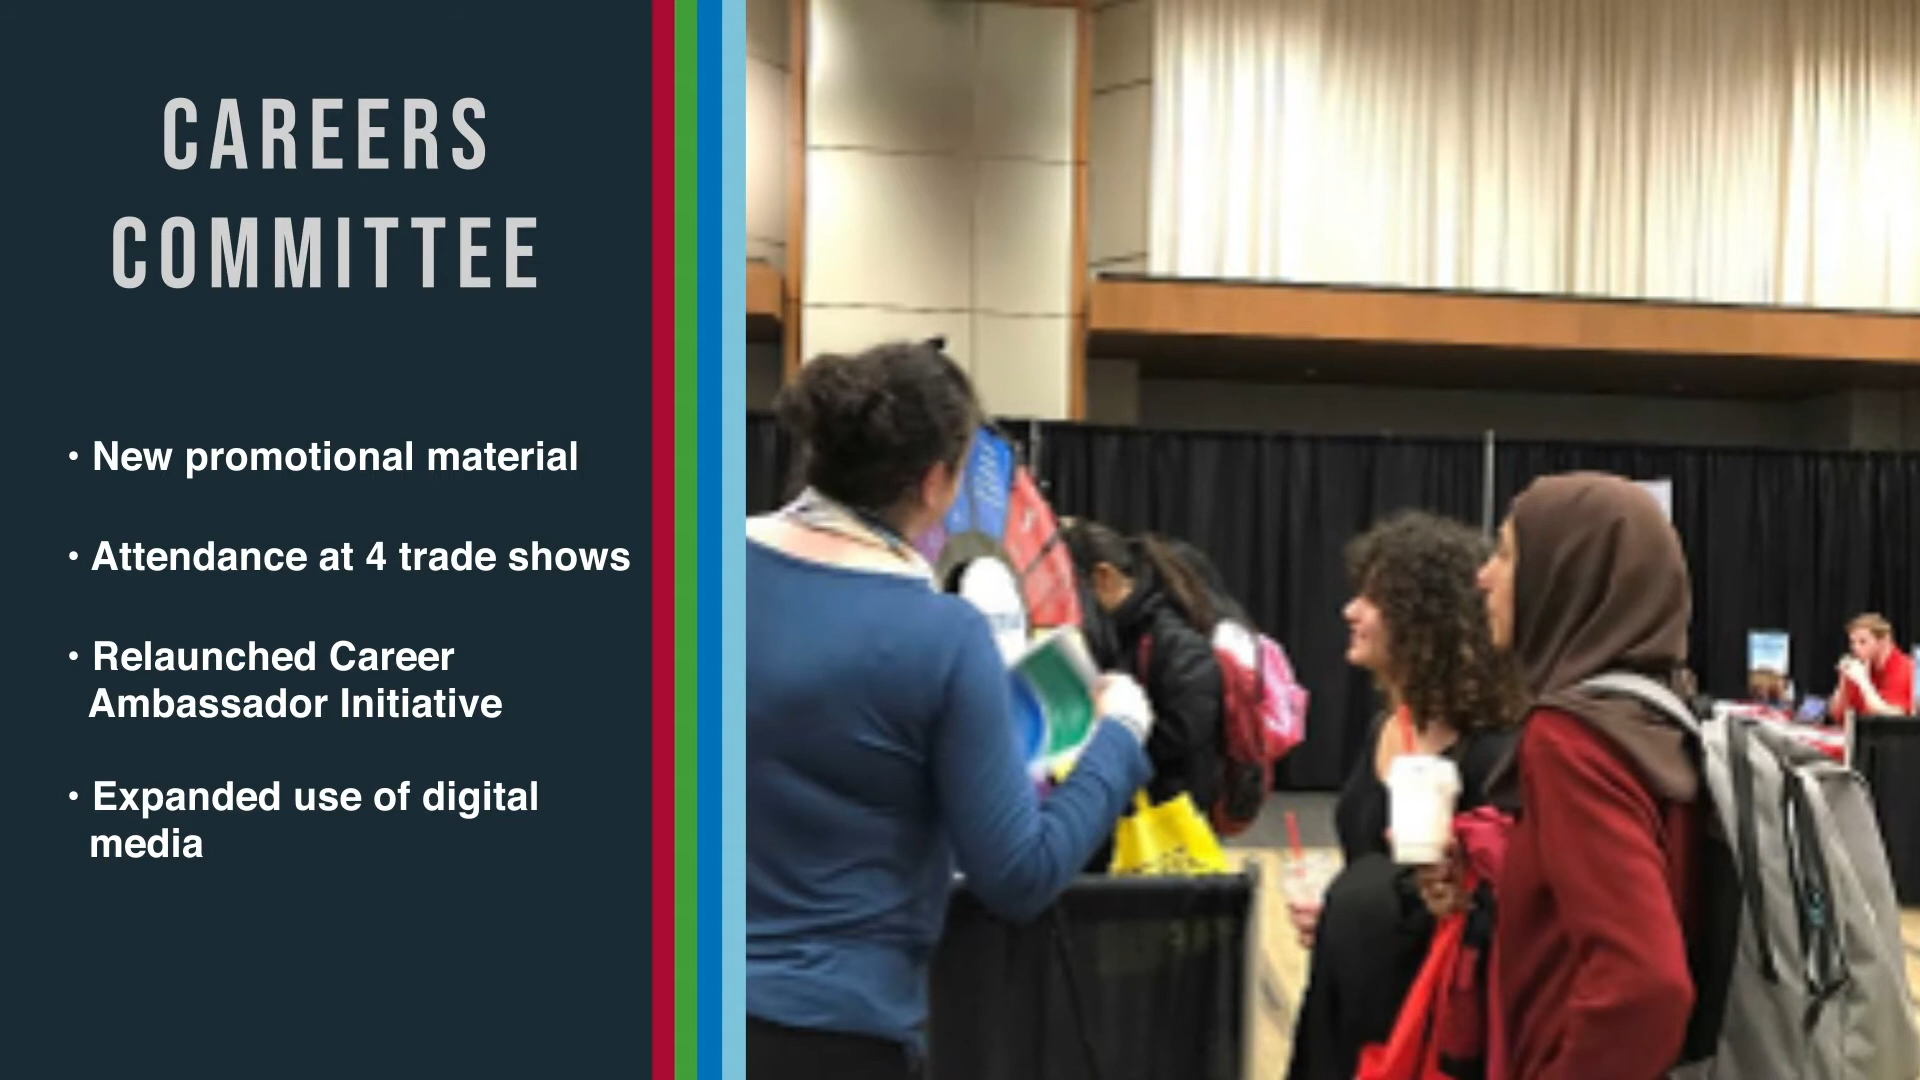 CAREERS
COMMITTEE
• New promotional material
• Attendance at 4 trade shows
• Relaunched Career
Ambassador Initiative
• Expanded use of digital
media